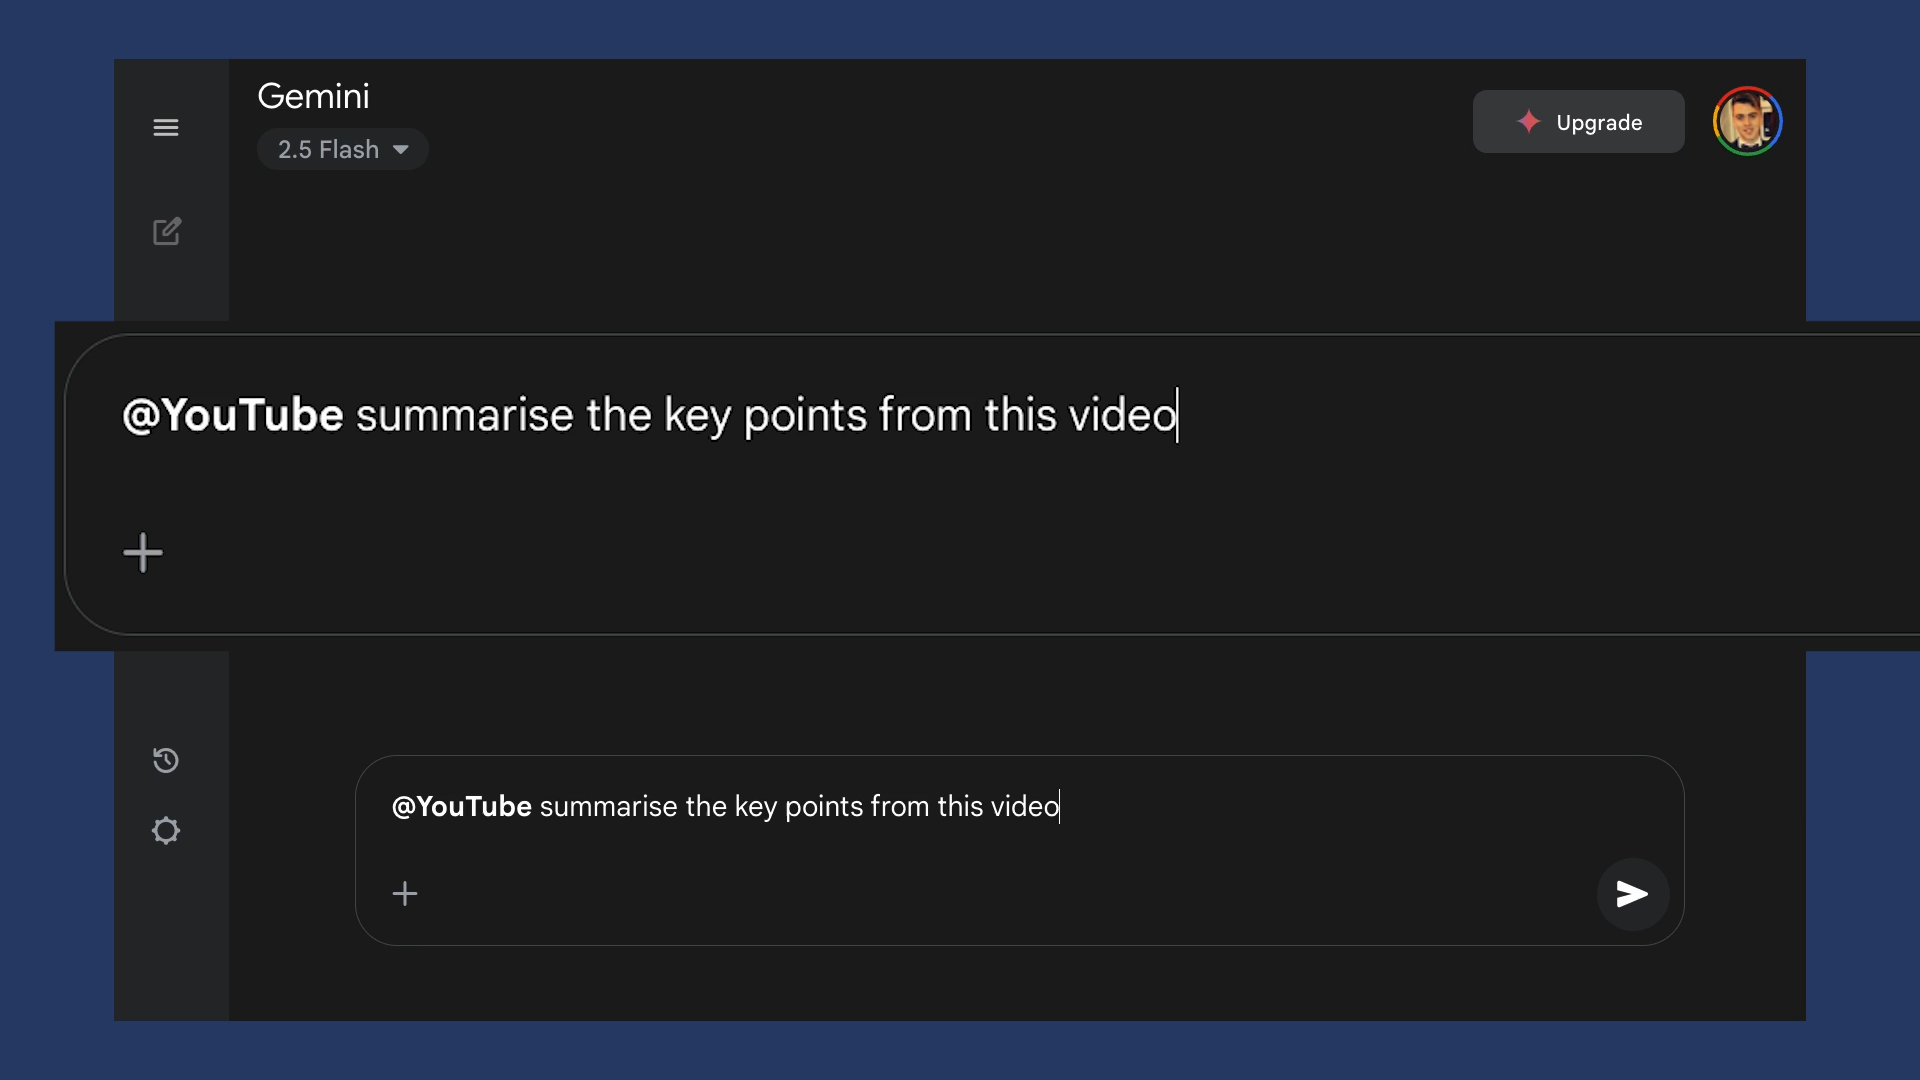 Gemini
2.5 Flash
Upgrade
@YouTube summarise the key points from this video
@YouTube summarise the key points from this video